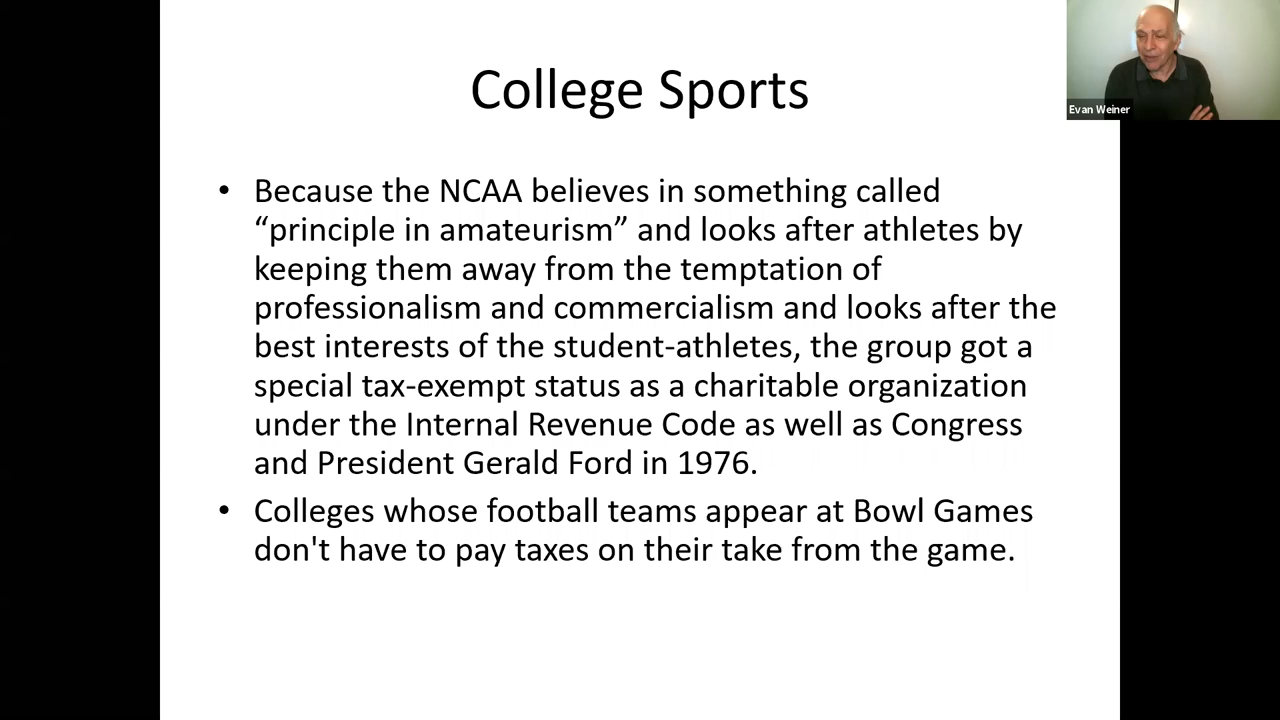 College Sports
Evan Weiner
• Because the NCAA believes in something called
“principle in amateurism” and looks after athletes by
keeping them away from the temptation of
professionalism and commercialism and looks after the
best interests of the student-athletes, the group got a
special tax-exempt status as a charitable organization
under the Internal Revenue Code as well as Congress
and President Gerald Ford in 1976.
• Colleges whose football teams appear at Bowl Games
don't have to pay taxes on their take from the game.